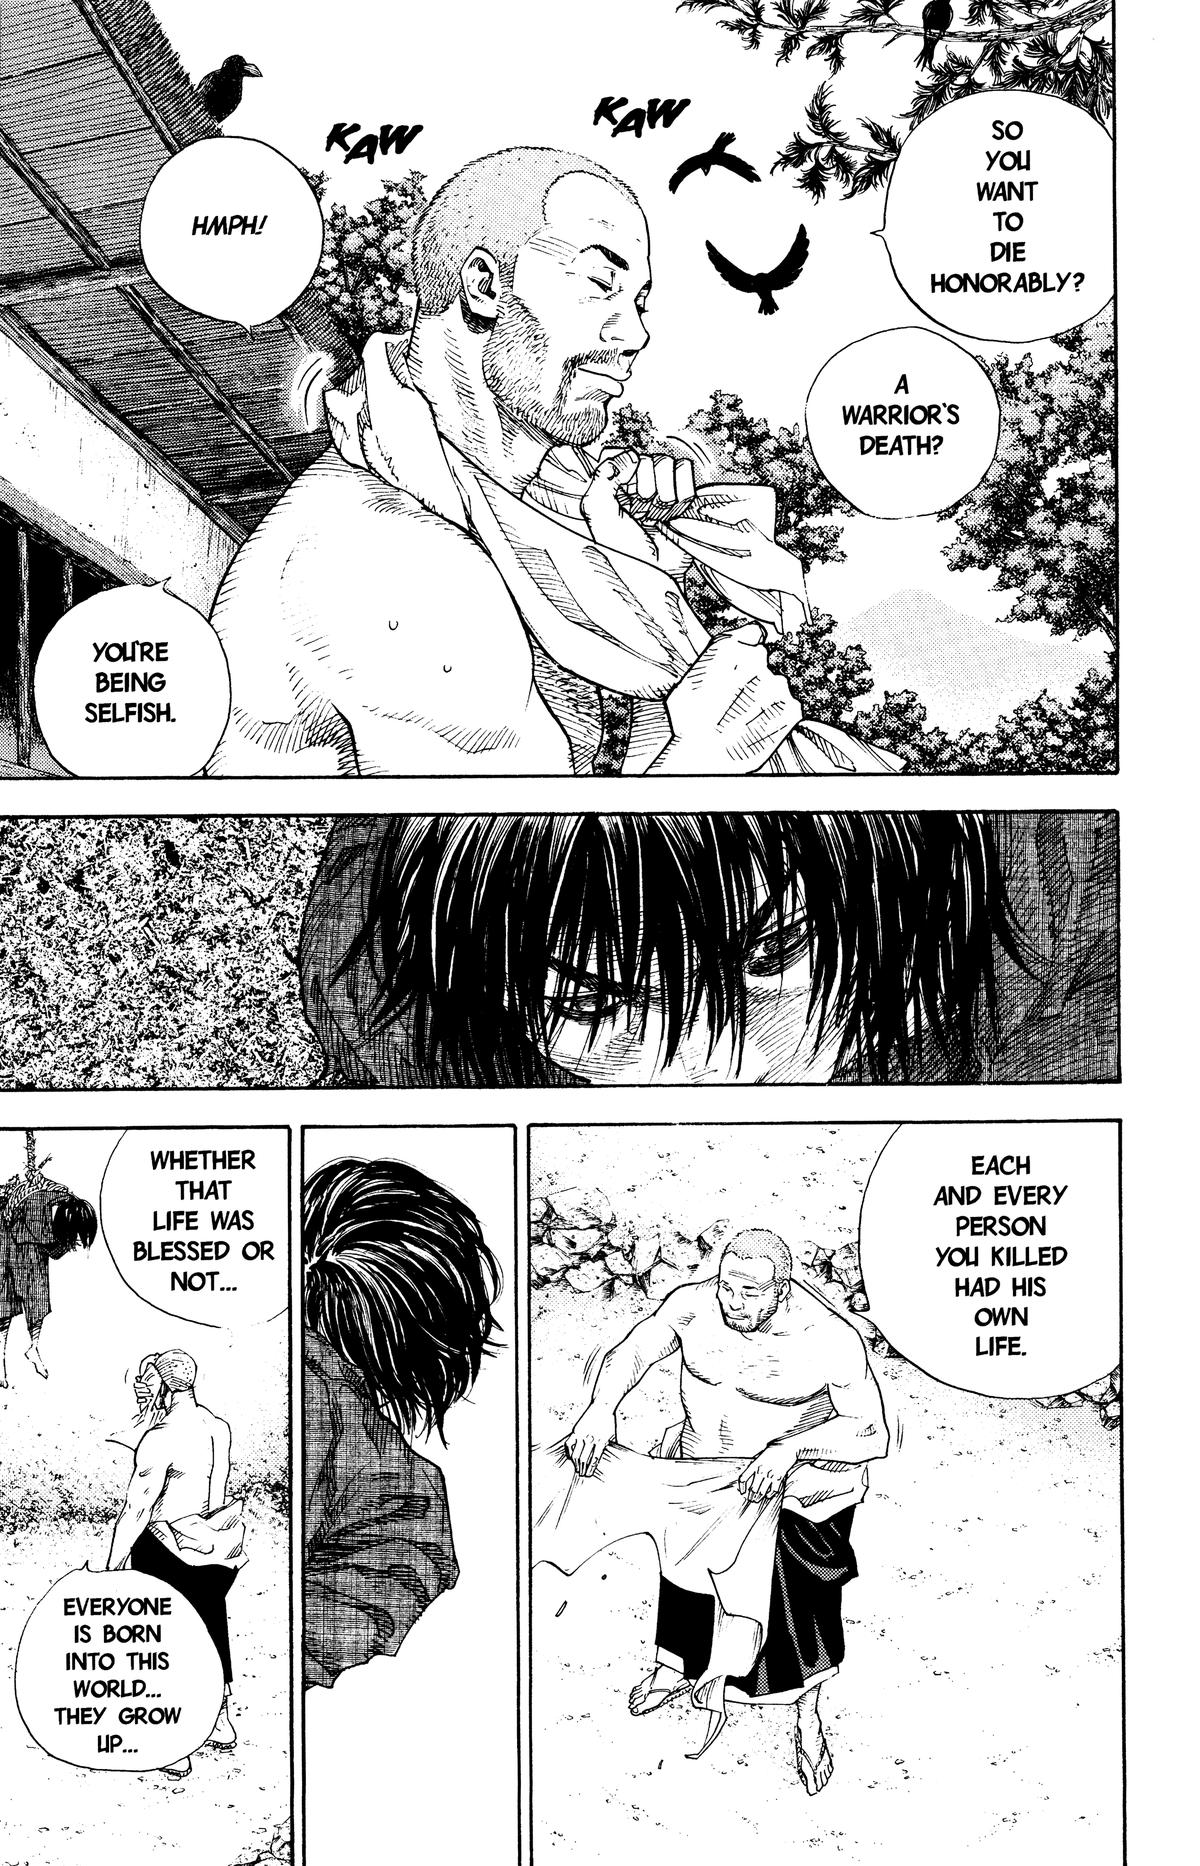 SO
YOU
WANT
TO
DIE
HONORABLY?
A
WARRIOR'S
DEATH?
KAW
KAW
HMPH!
YOU'RE
BEING
SELFISH.
EACH
AND EVERY
PERSON
YOU KILLED
HAD HIS
OWN
LIFE.
WHETHER
THAT
LIFE WAS
BLESSED OR
NOT...
EVERYONE
IS BORN
INTO THIS
WORLD...
THEY GROW
UP...